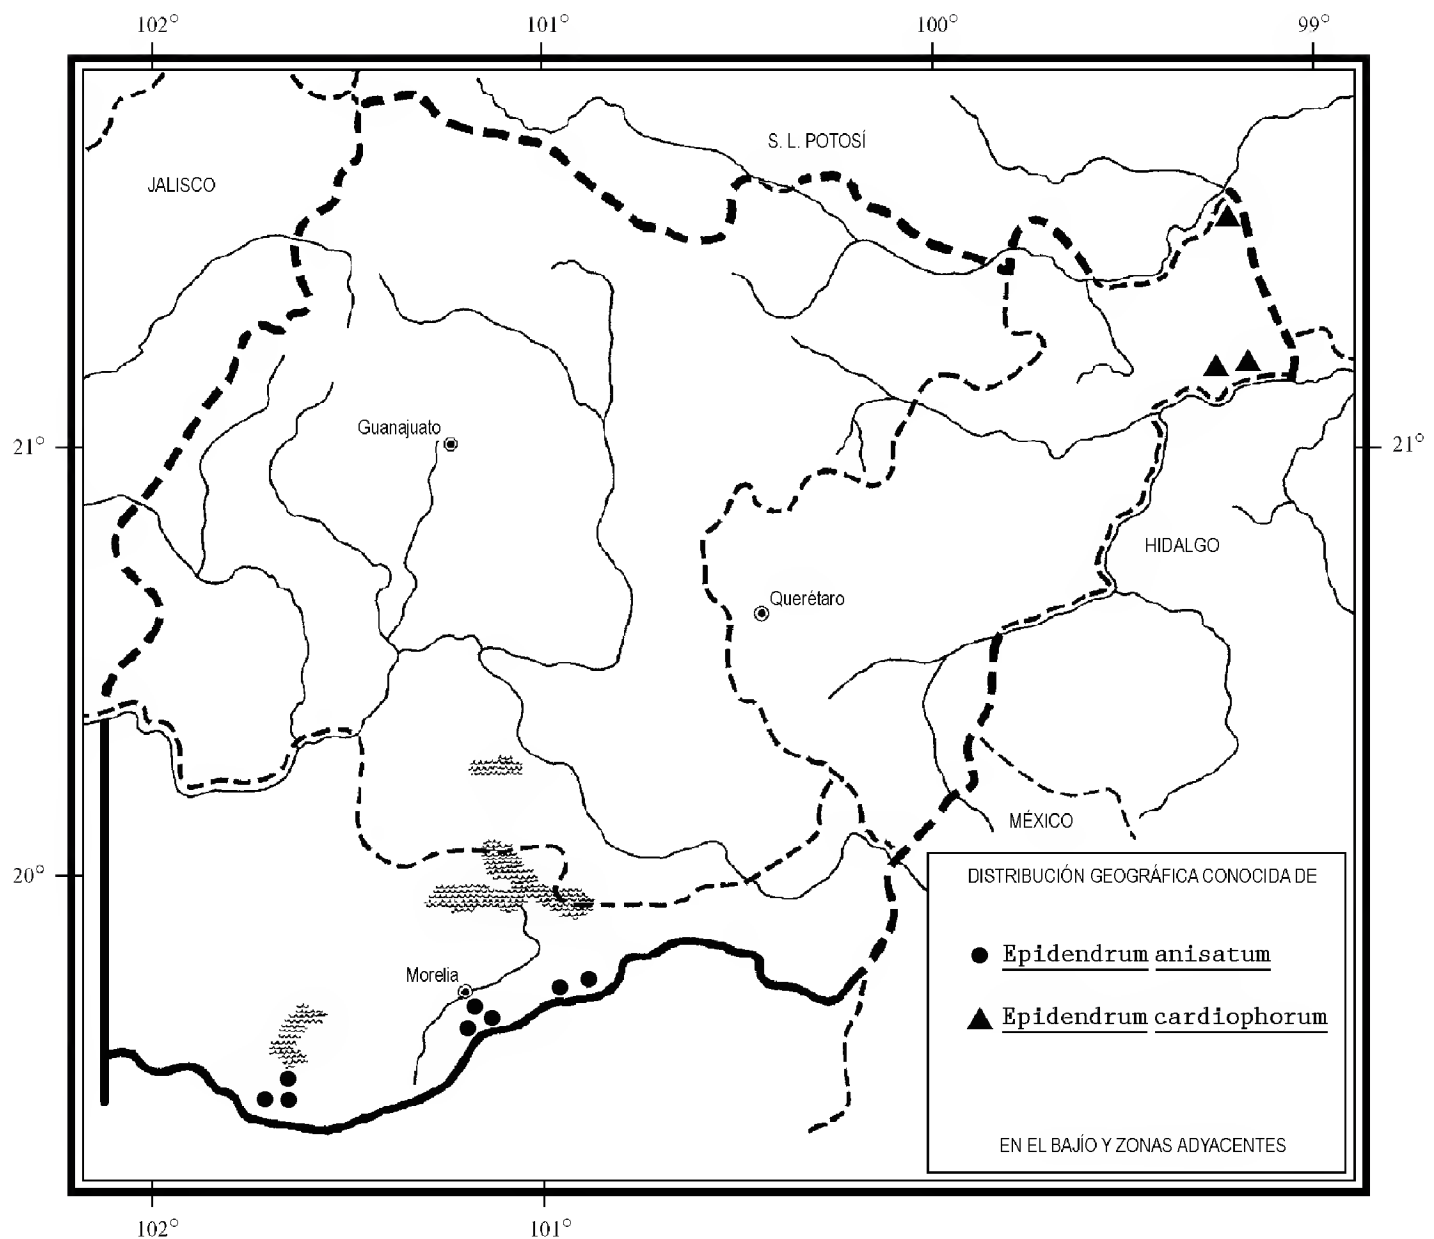 102° 101° 100° 99°
S. L. POTOSÍ
JALISCO
Guanajuato
21° 21°
HIDALGO
Querétaro
MÉXICO
20°
DISTRIBUCIÓN GEOGRÁFICA CONOCIDA DE
Epidendrum anisatum
Morelia
Epidendrum cardiophorum
EN EL BAJÍO Y ZONAS ADYACENTES
102° 101°